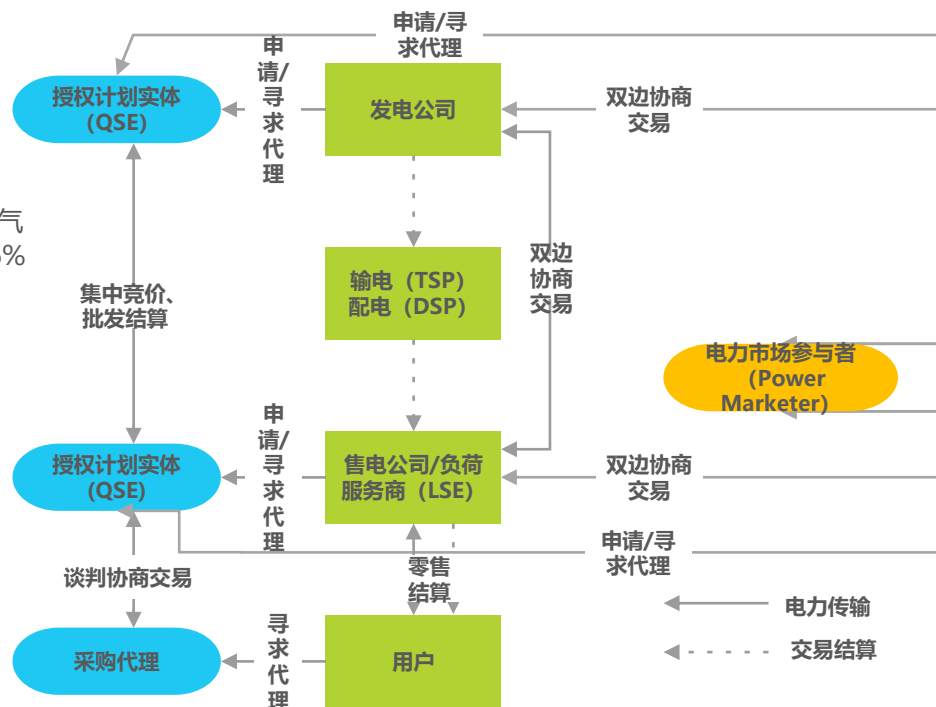 申请/寻
求代理
申
请/
寻
求
代
理
授权计划实体
(QSE)
发电公司
双边协商
交易
气
%
集中竞价、
批发结算
输电（TSP）
配电（DSP）
双边
协商
交易
电力市场参与者
（Power
Marketer）
申
请/
寻
求
代
理
授权计划实体
(QSE)
售电公司/负荷
服务商（LSE）
双边协商
交易
申请/寻
求代理
谈判协商交易
零售
结算
电力传输
寻
求
代
理
采购代理
用户
交易结算